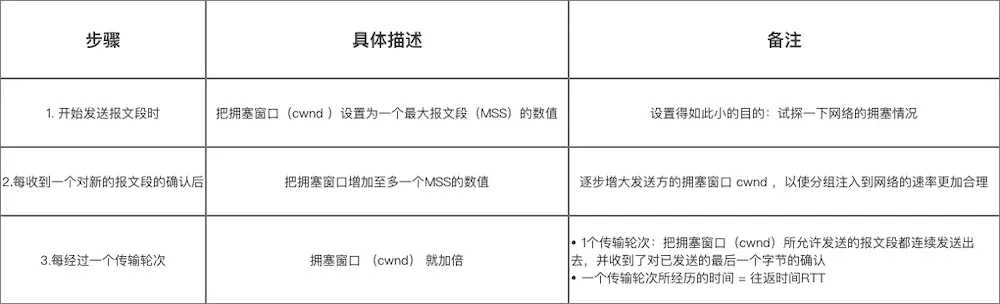 步骤
具体描述
备注
1. 开始发送报文段时
把拥塞窗口（cwnd ）设置为一个最大报文段（MSS）的数值
设置得如此小的目的：试探一下网络的拥塞情况
2.每收到一个对新的报文段的确认后
把拥塞窗口增加至多一个MSS的数值
逐步增大发送方的拥塞窗口 cwnd ，以使分组注入到网络的速率更加合理
3.每经过一个传输轮次
拥塞窗口 （cwnd) 就加倍
• 1个传输轮次：把拥塞窗口（cwnd）所允许发送的报文段都连续发送出
去，并收到了对已发送的最后一个字节的确认
• 一个传输轮次所经历的时间 = 往返时间RTT